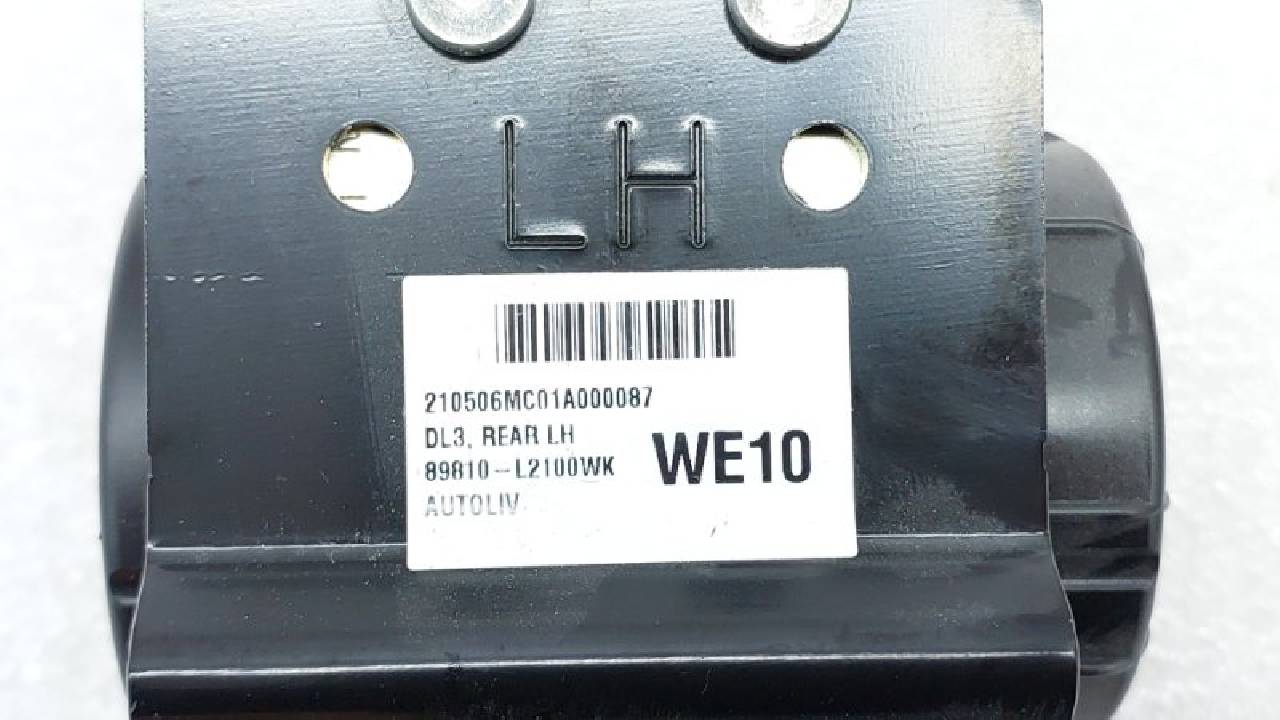 LH
210506MC01A000087
DL3, REAR LH
89810-L2100WK
WE10
AUTOLIV